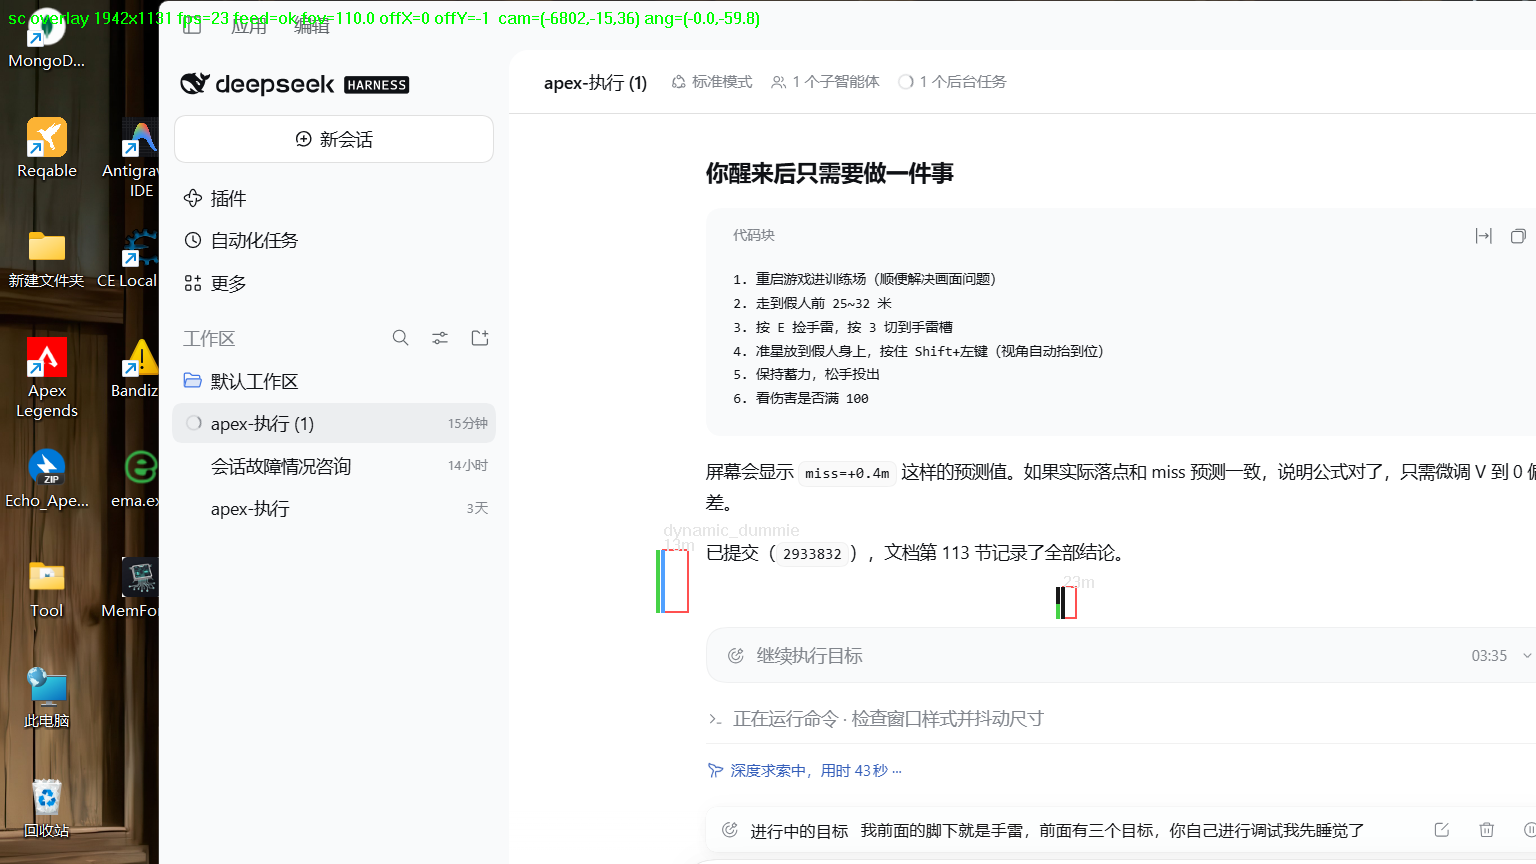 sc overlay 1942x1131 fps=23 feed=ok fov=110.0 offX=0 offY=-1 cam=(-6802,-15,36) ang=(-0.0,-59.8)
应用 编辑
MongoD...
Reqable
Antigrav
IDE
新建文件夹
CE Local
Apex
Legends
Bandiz
Echo_Ape...
ema.ex
Tool
MemFor
此电脑
回收站
deepseek HARNESS
新会话
插件
自动化任务
更多
工作区
默认工作区
apex-执行 (1) 15分钟
会话故障情况咨询 14小时
apex-执行 3天
apex-执行 (1) 标准模式 1 个子智能体 1 个后台任务
你醒来后只需要做一件事
代码块
1. 重启游戏进训练场（顺便解决画面问题）
2. 走到假人前 25~32 米
3. 按 E 捡手雷，按 3 切到手雷槽
4. 准星放到假人身上，按住 Shift+左键（视角自动抬到位）
5. 保持蓄力，松手投出
6. 看伤害是否满 100
屏幕会显示 miss=+0.4m 这样的预测值。如果实际落点和 miss 预测一致，说明公式对了，只需微调 V 到 0 偏
差。
dynamic_dummie
13m
已提交（ 2933832 ），文档第 113 节记录了全部结论。
23m
继续执行目标 03:35
正在运行命令 · 检查窗口样式并抖动尺寸
深度求索中，用时 43秒 ...
进行中的目标 我前面的脚下就是手雷，前面有三个目标，你自己进行调试我先睡觉了